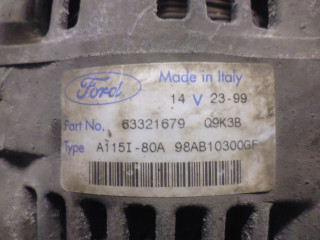 Ford Made in Italy
14 V 23-99
Part No. 63321679 Q9K3B
Type A115I-80A 98AB10300GF